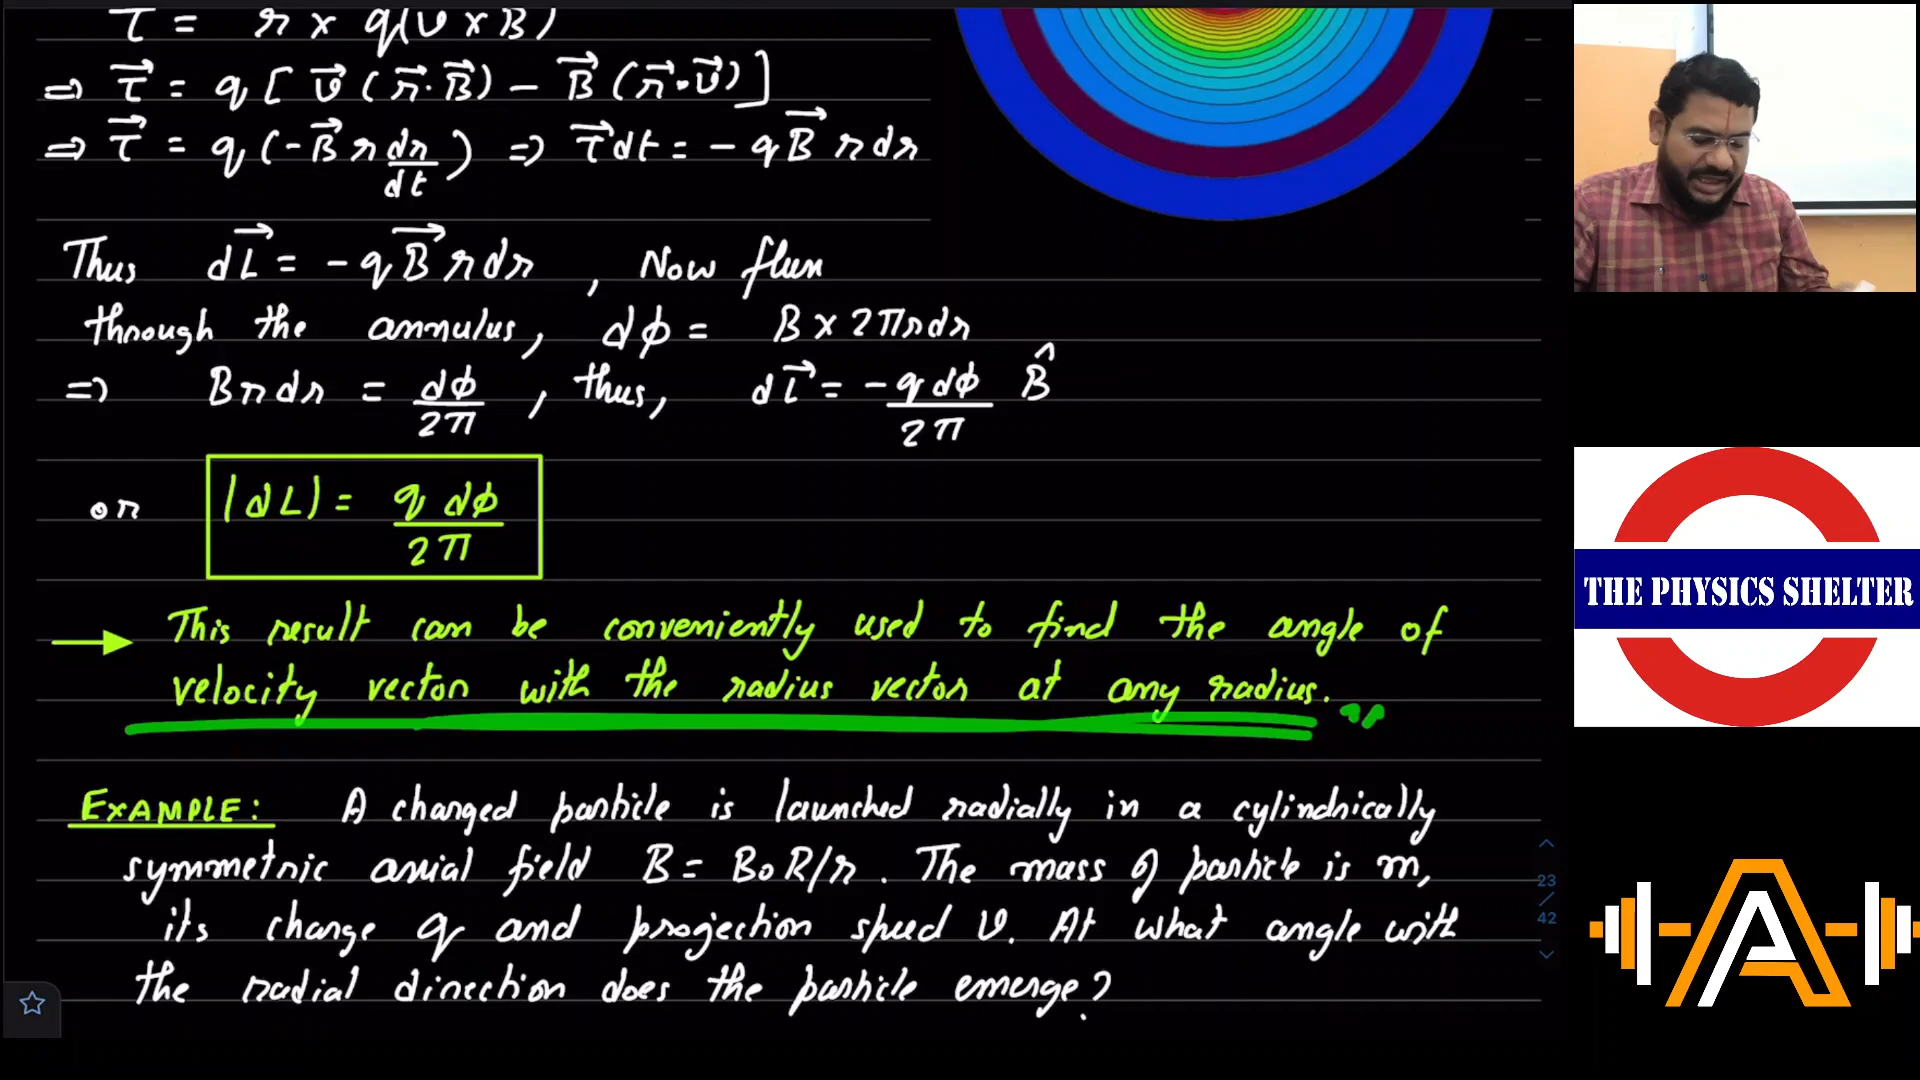 τ = r × q(v × B)
⇒ τ⃗ = q [ v⃗ (r⃗·B⃗) − B⃗ (r⃗·v⃗) ]
⇒ τ⃗ = q (−B⃗ r dr/dt) ⇒ τ⃗ dt = − q B⃗ r dr
Thus dL⃗ = − q B⃗ r dr , Now flux
through the annulus, dϕ = B × 2πr dr
⇒ B r dr = dϕ/2π , thus, dL⃗ = − q dϕ/2π B̂
or |dL| = q dϕ/2π
→ This result can be conveniently used to find the angle of
velocity vector with the radius vector at any radius.
EXAMPLE: A charged particle is launched radially in a cylindrically
symmetric axial field B = B₀R/r. The mass of particle is m,
its charge q and projection speed v. At what angle with
the radial direction does the particle emerge?
23
/
42
THE PHYSICS SHELTER
A